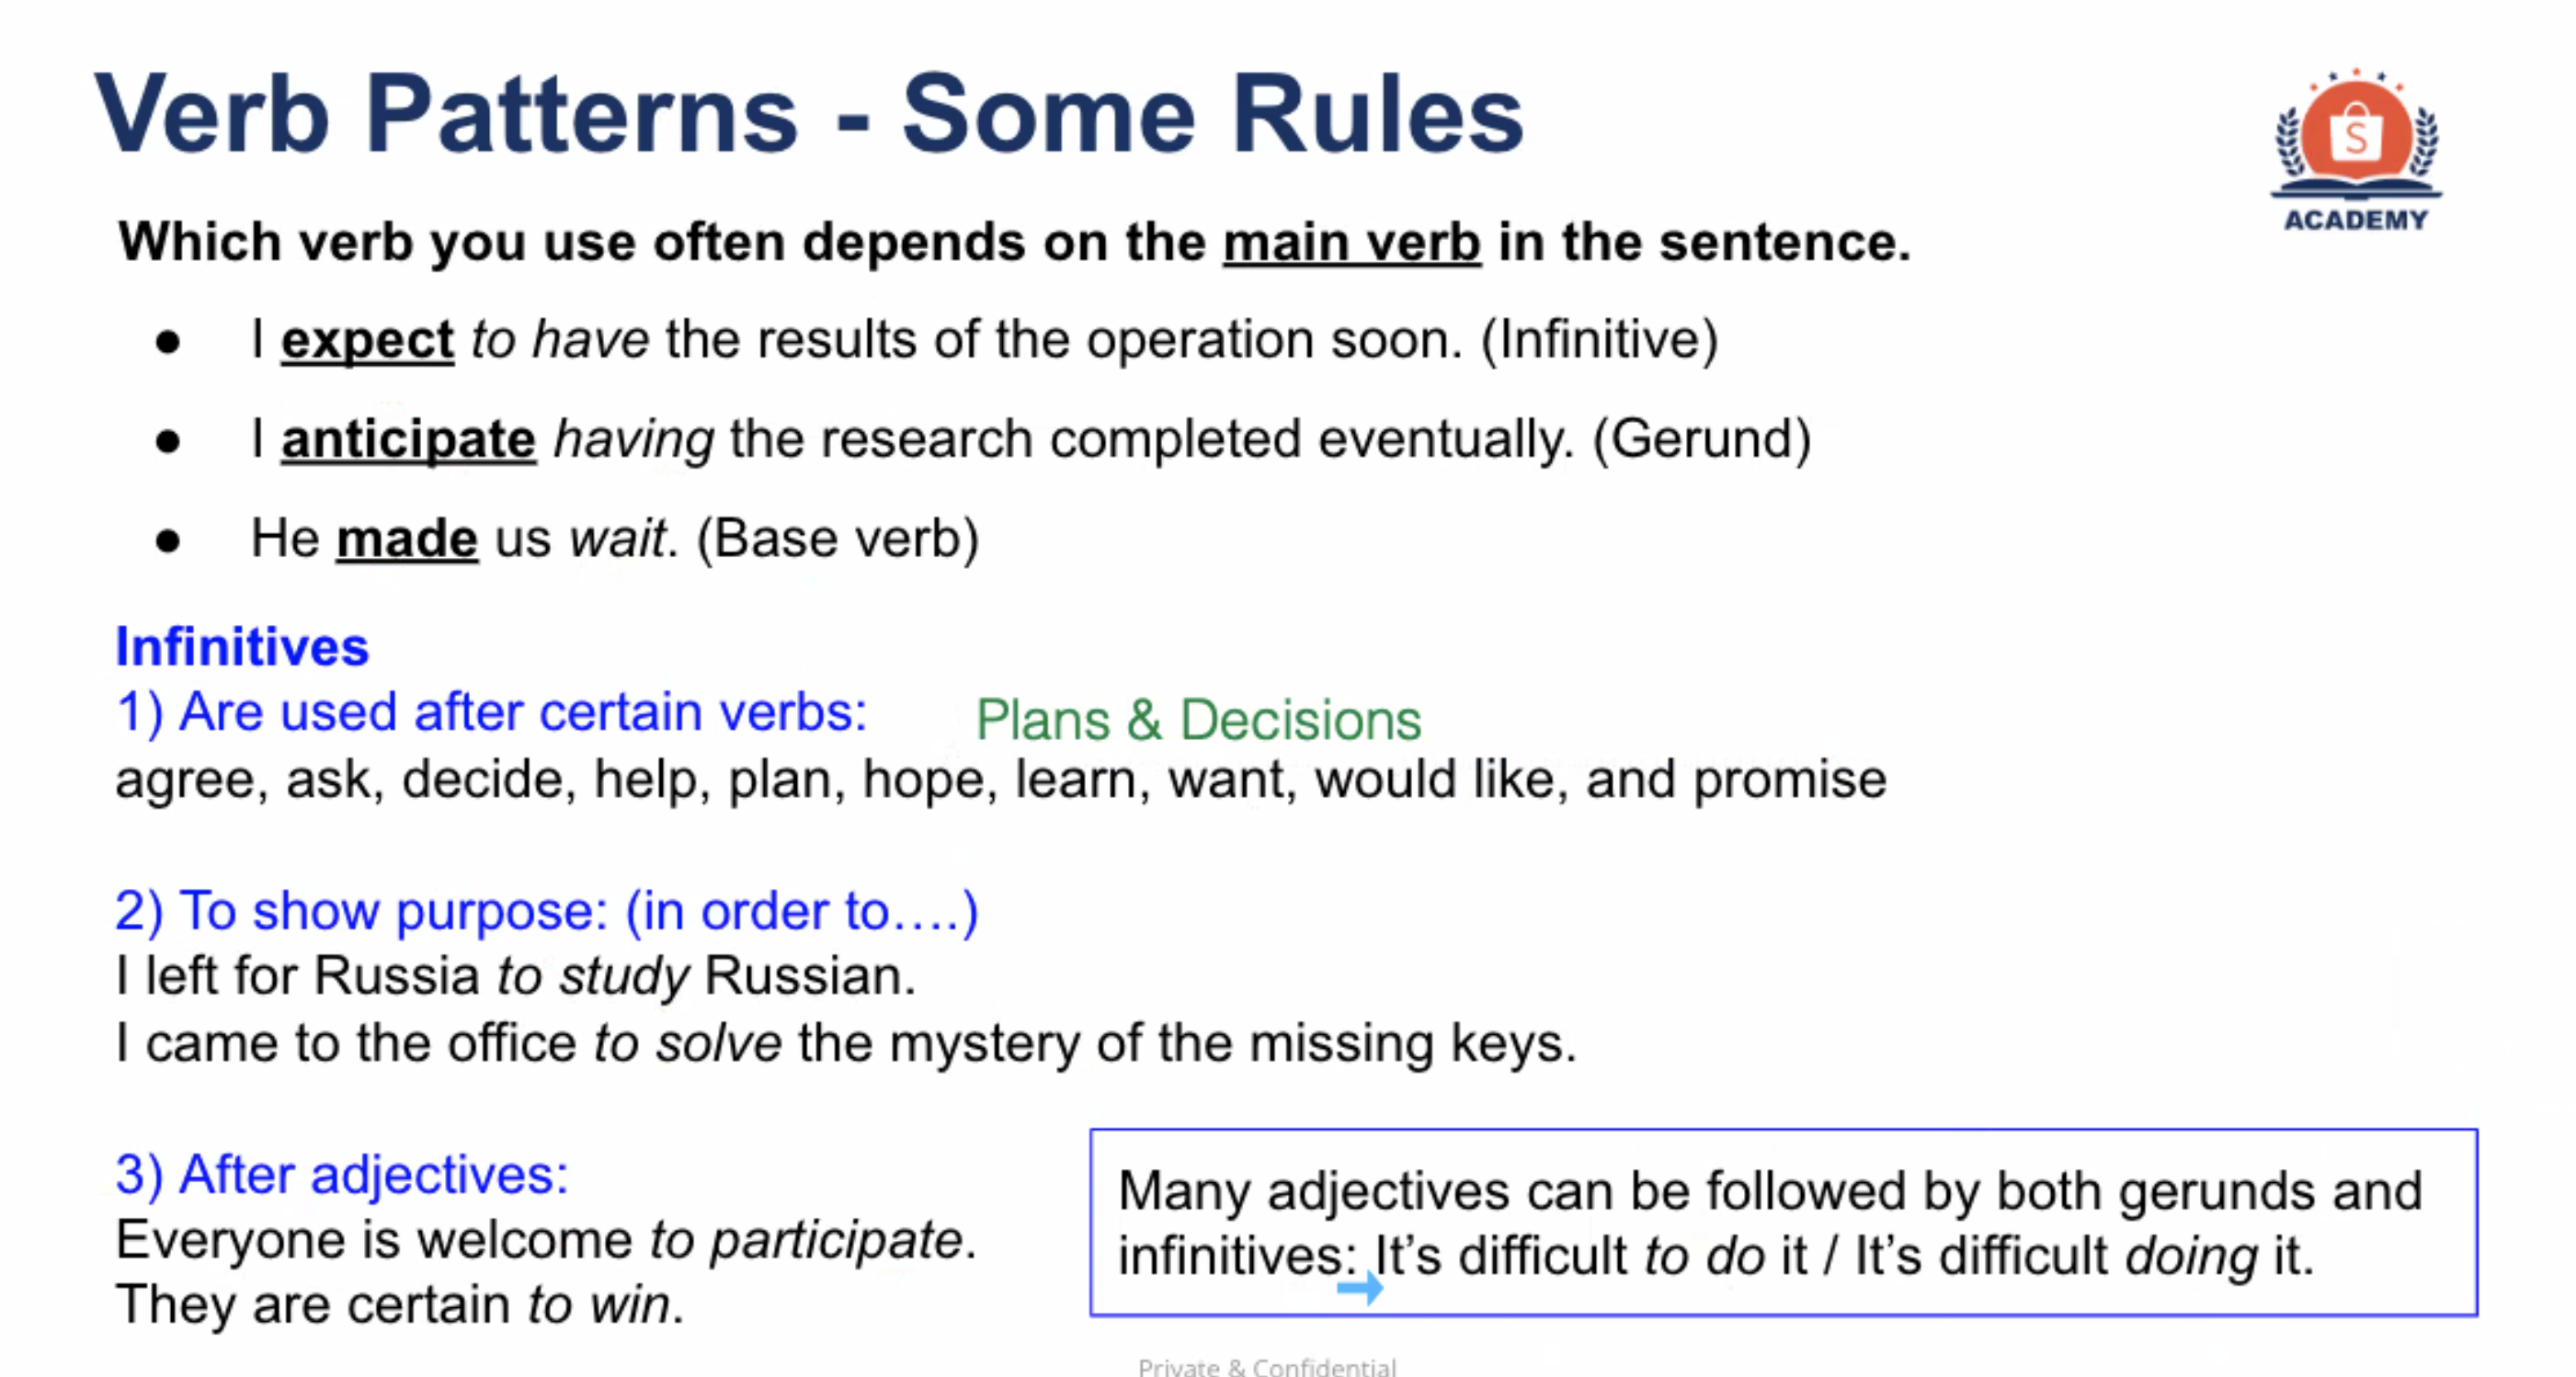 Verb Patterns - Some Rules
S
ACADEMY
Which verb you use often depends on the main verb in the sentence.
● I expect to have the results of the operation soon. (Infinitive)
● I anticipate having the research completed eventually. (Gerund)
● He made us wait. (Base verb)
Infinitives
1) Are used after certain verbs: Plans & Decisions
agree, ask, decide, help, plan, hope, learn, want, would like, and promise
2) To show purpose: (in order to….)
I left for Russia to study Russian.
I came to the office to solve the mystery of the missing keys.
3) After adjectives:
Everyone is welcome to participate.
They are certain to win.
Many adjectives can be followed by both gerunds and
infinitives: It’s difficult to do it / It’s difficult doing it.
Private & Confidential